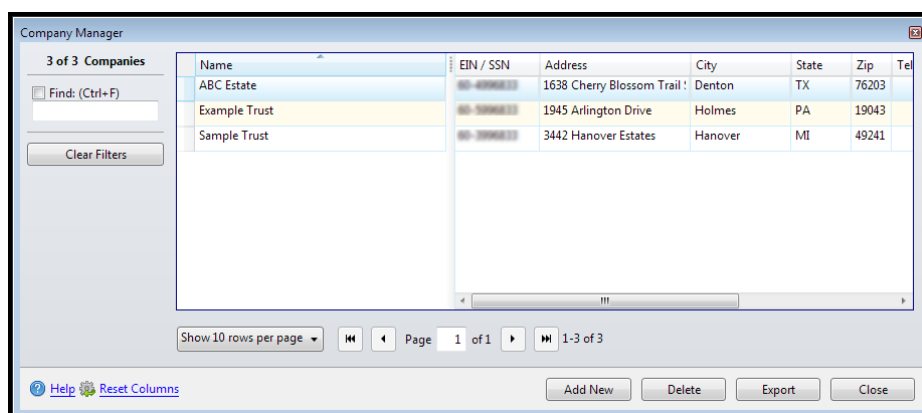 Company Manager
3 of 3 Companies
Find: (Ctrl+F)
Clear Filters
Name EIN / SSN Address City State Zip Tel
ABC Estate 1638 Cherry Blossom Trail Denton TX 76203
Example Trust 1945 Arlington Drive Holmes PA 19043
Sample Trust 3442 Hanover Estates Hanover MI 49241
Show 10 rows per page Page 1 of 1 1-3 of 3
Help Reset Columns Add New Delete Export Close